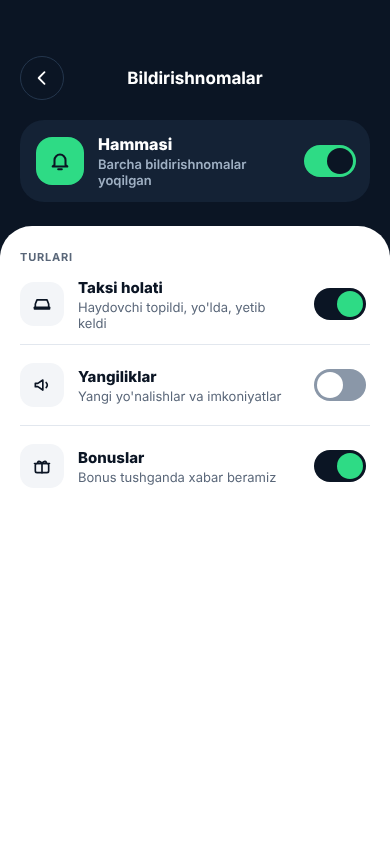 Bildirishnomalar
Hammasi
Barcha bildirishnomalar
yoqilgan
TURLARI
Taksi holati
Haydovchi topildi, yo'lda, yetib
keldi
Yangiliklar
Yangi yo'nalishlar va imkoniyatlar
Bonuslar
Bonus tushganda xabar beramiz